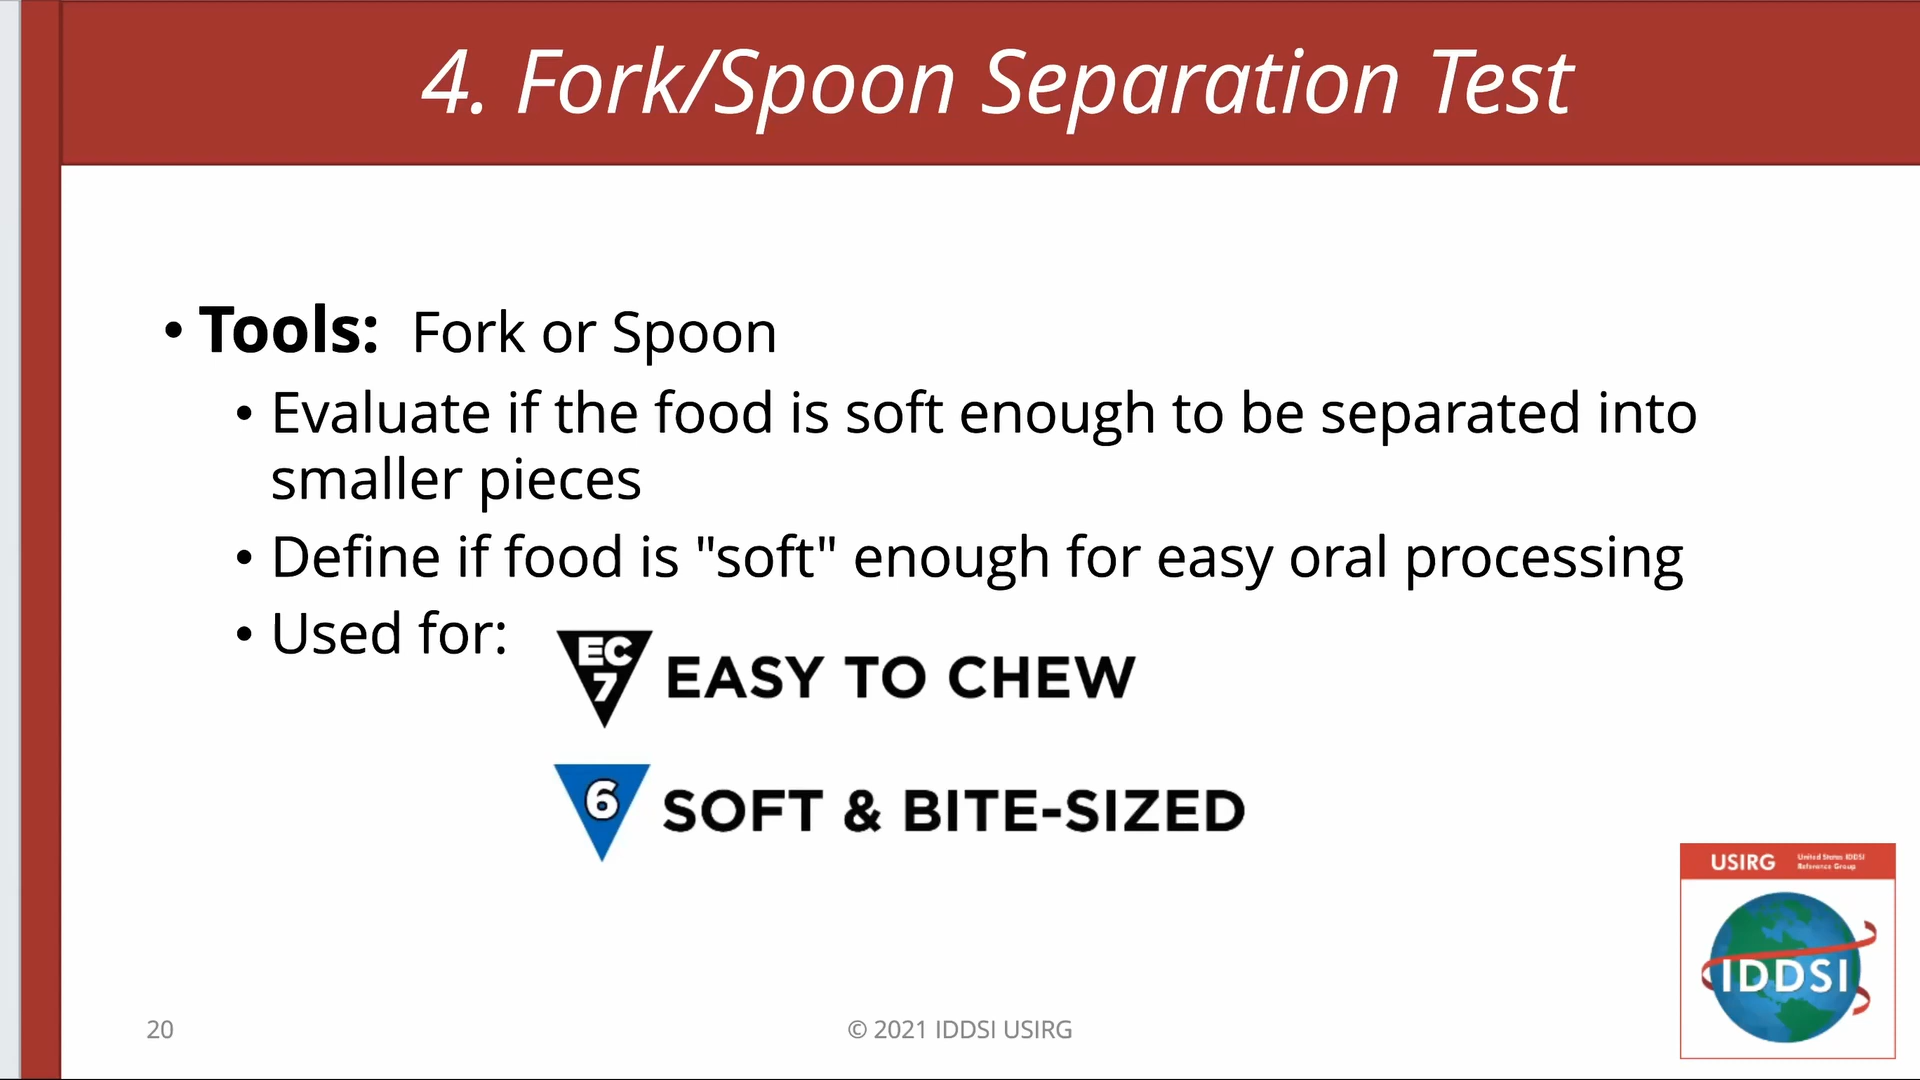 4. Fork/Spoon Separation Test
• Tools: Fork or Spoon
• Evaluate if the food is soft enough to be separated into
smaller pieces
• Define if food is "soft" enough for easy oral processing
• Used for:
EC
7
EASY TO CHEW
6
SOFT & BITE-SIZED
USIRG
United States IDDSI
Reference Group
IDDSI
20
© 2021 IDDSI USIRG